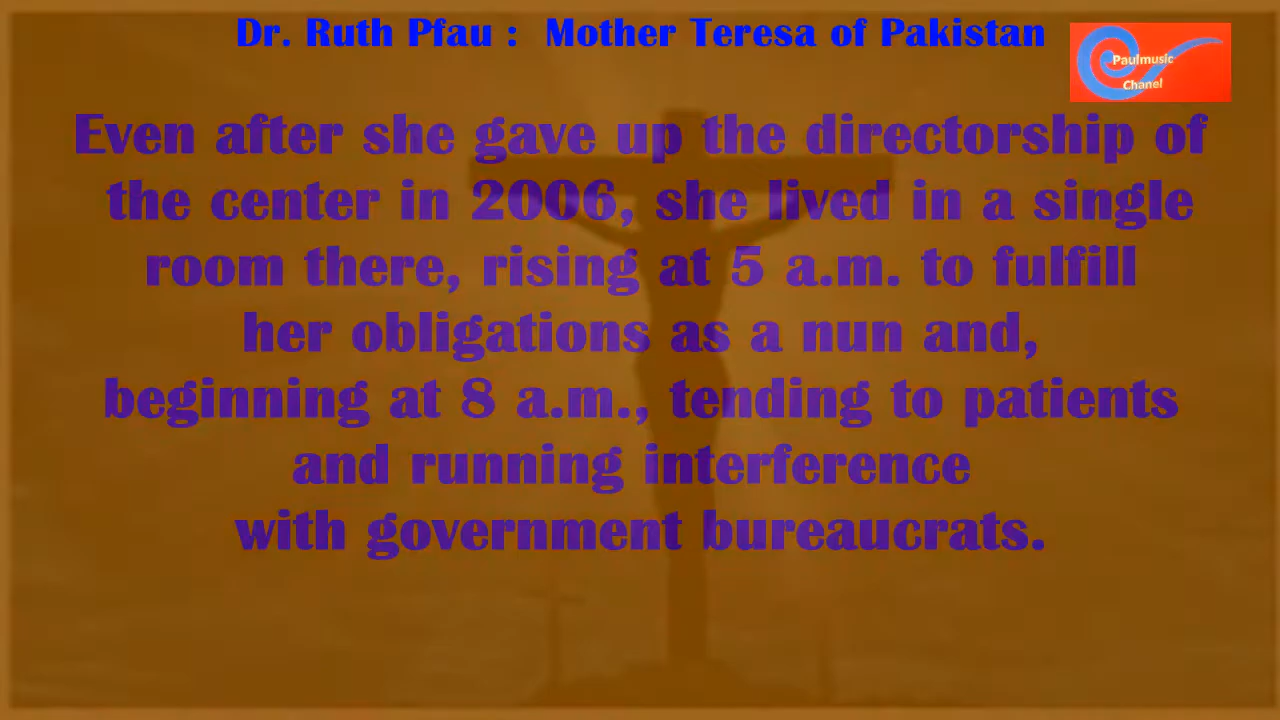 Dr. Ruth Pfau :  Mother Teresa of Pakistan
Paulmusic
Chanel
Even after she gave up the directorship of
the center in 2006, she lived in a single
room there, rising at 5 a.m. to fulfill
her obligations as a nun and,
beginning at 8 a.m., tending to patients
and running interference
with government bureaucrats.